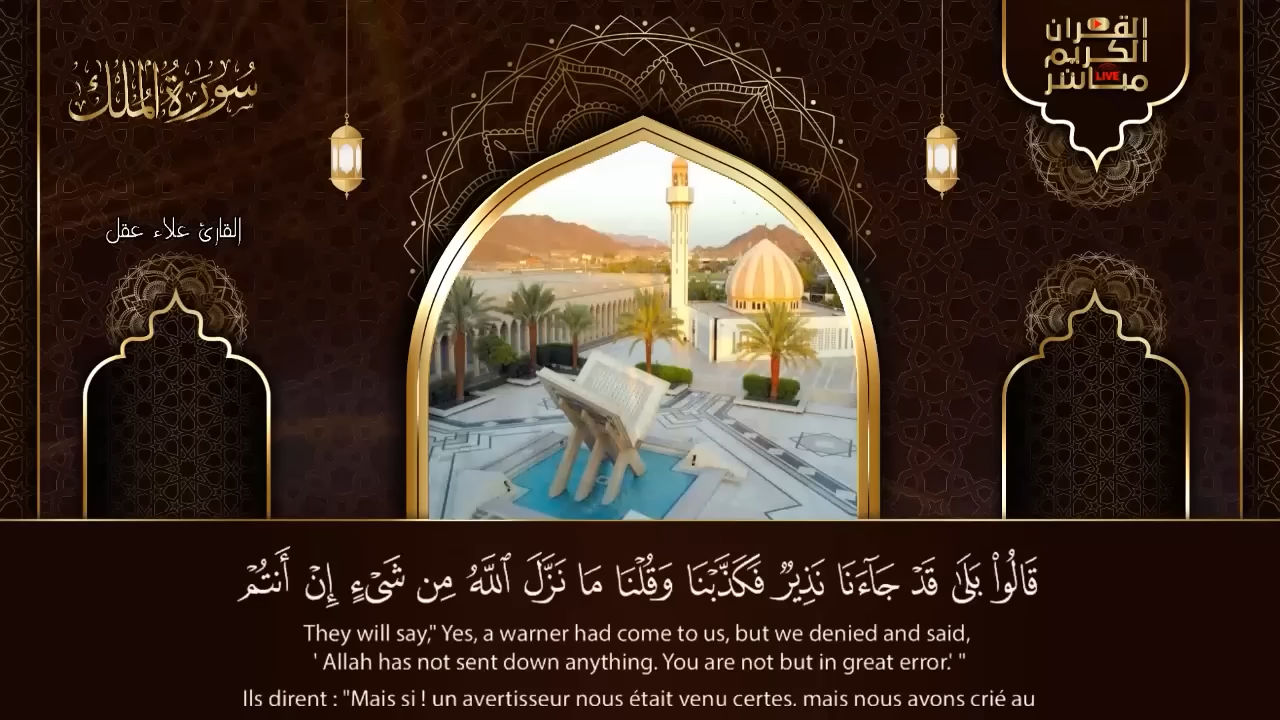 سُورَةُ الْمُلْكِ
القرآن
الكريم
مباشر
LIVE
القارئ علاء عقل
قَالُوا۟ بَلَىٰ قَدْ جَآءَنَا نَذِيرٌ فَكَذَّبْنَا وَقُلْنَا مَا نَزَّلَ ٱللَّهُ مِن شَىْءٍ إِنْ أَنتُمْ
They will say," Yes, a warner had come to us, but we denied and said,
' Allah has not sent down anything. You are not but in great error.' "
Ils dirent : "Mais si ! un avertisseur nous était venu certes. mais nous avons crié au